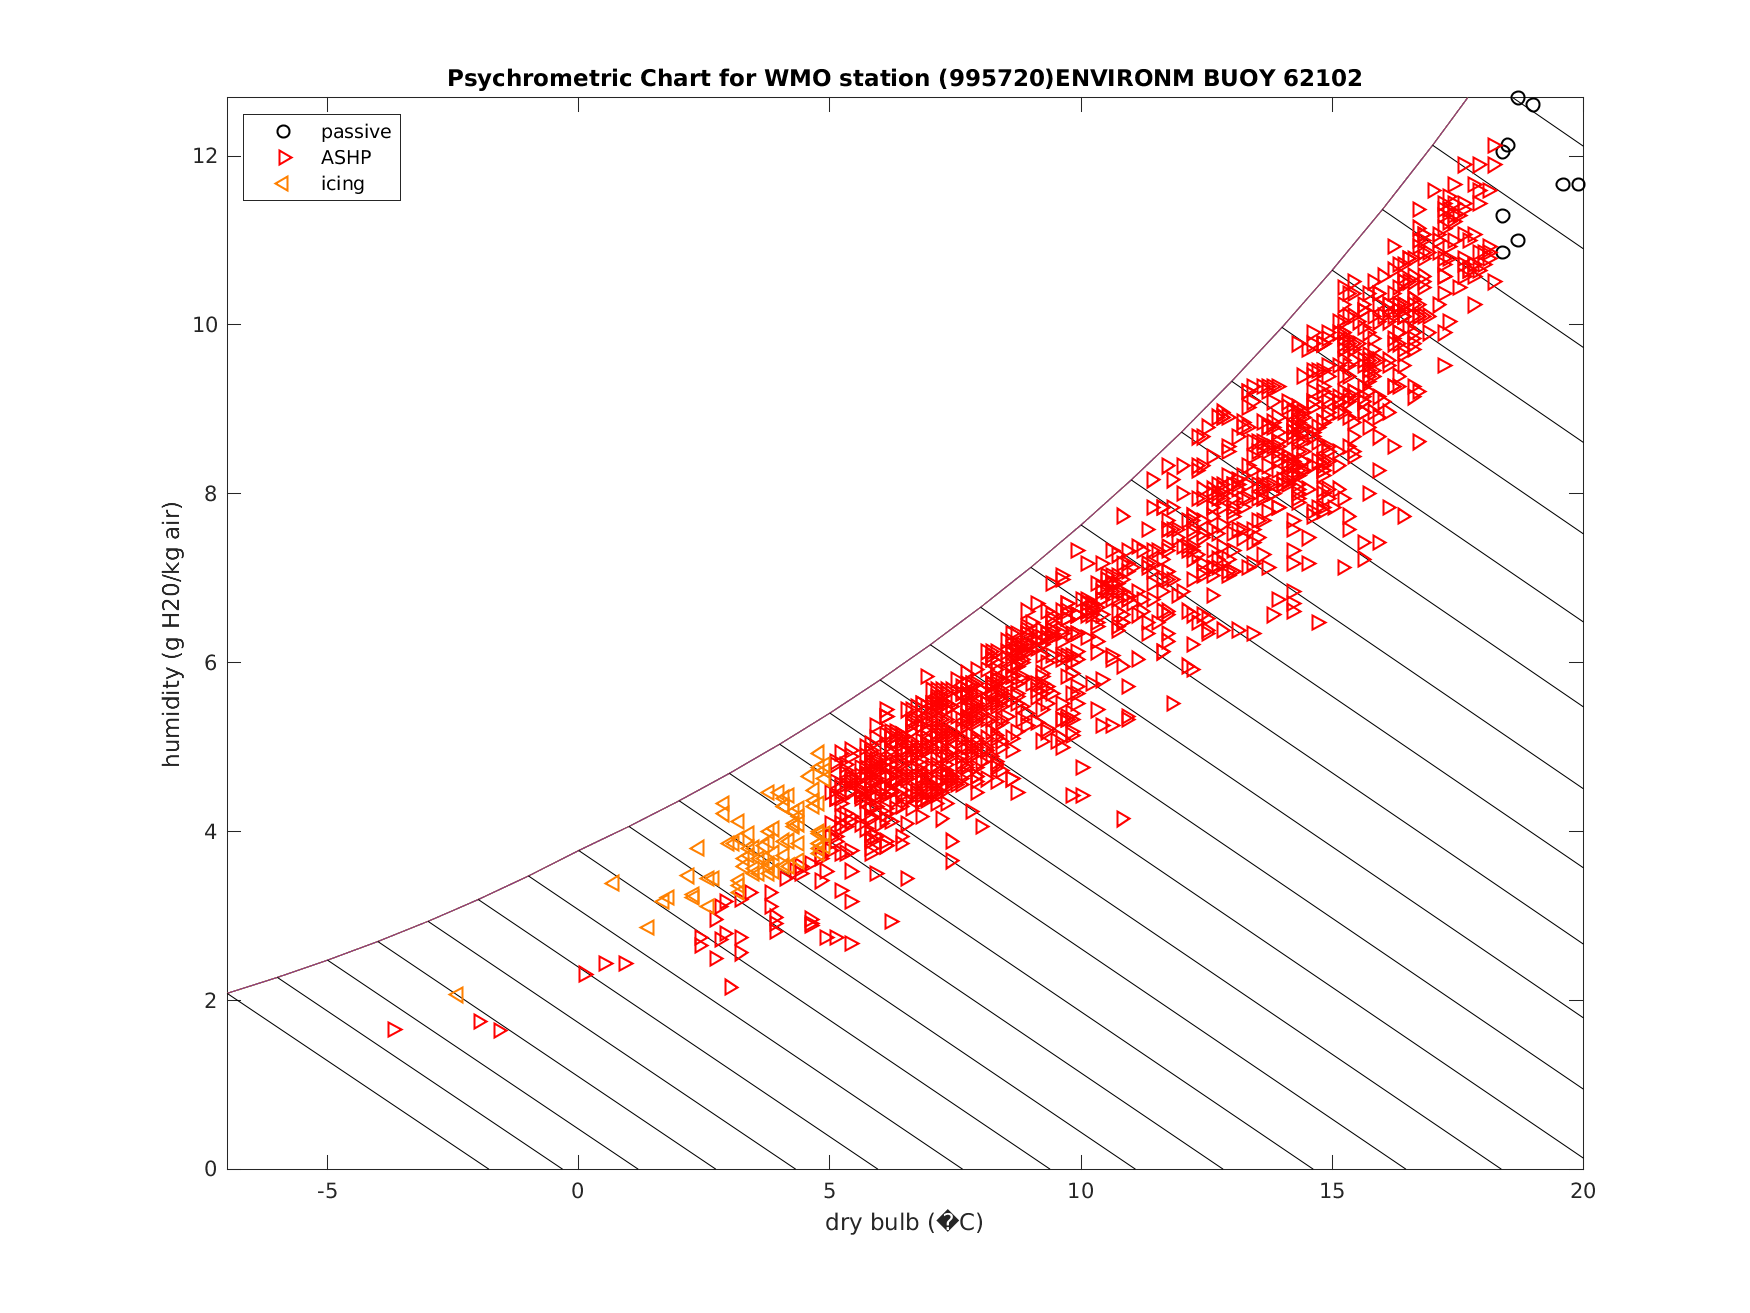 Psychrometric Chart for WMO station (995720)ENVIRONM BUOY 62102
passive
ASHP
icing
12
10
8
6
4
2
0
humidity (g H20/kg air)
-5 0 5 10 15 20
dry bulb (�C)